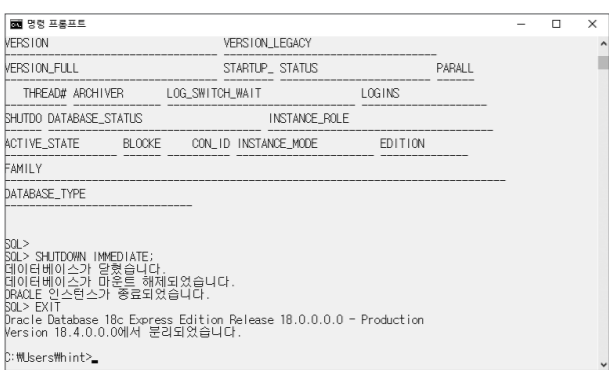 명령 프롬프트
VERSION VERSION_LEGACY
VERSION_FULL STARTUP_ STATUS PARALL
THREAD# ARCHIVER LOG_SWITCH_WAIT LOGINS
SHUTDO DATABASE_STATUS INSTANCE_ROLE
ACTIVE_STATE BLOCKE CON_ID INSTANCE_MODE EDITION
FAMILY
DATABASE_TYPE
SQL>
SQL> SHUTDOWN IMMEDIATE;
데이터베이스가 닫혔습니다.
데이터베이스가 마운트 해제되었습니다.
ORACLE 인스턴스가 종료되었습니다.
SQL> EXIT
Oracle Database 18c Express Edition Release 18.0.0.0.0 - Production
Version 18.4.0.0.0에서 분리되었습니다.
C:₩Users₩hint>